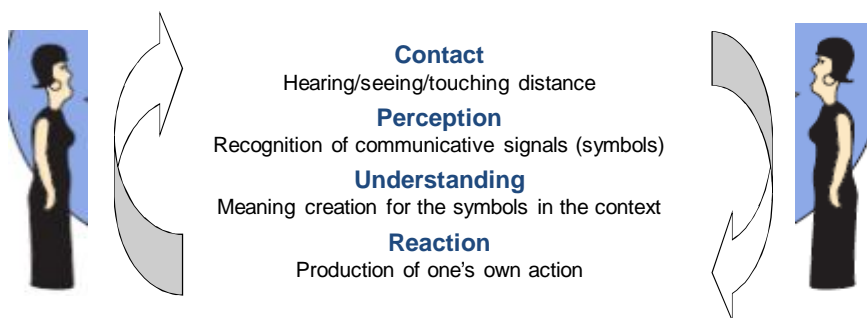 Contact
Hearing/seeing/touching distance
Perception
Recognition of communicative signals (symbols)
Understanding
Meaning creation for the symbols in the context
Reaction
Production of one's own action